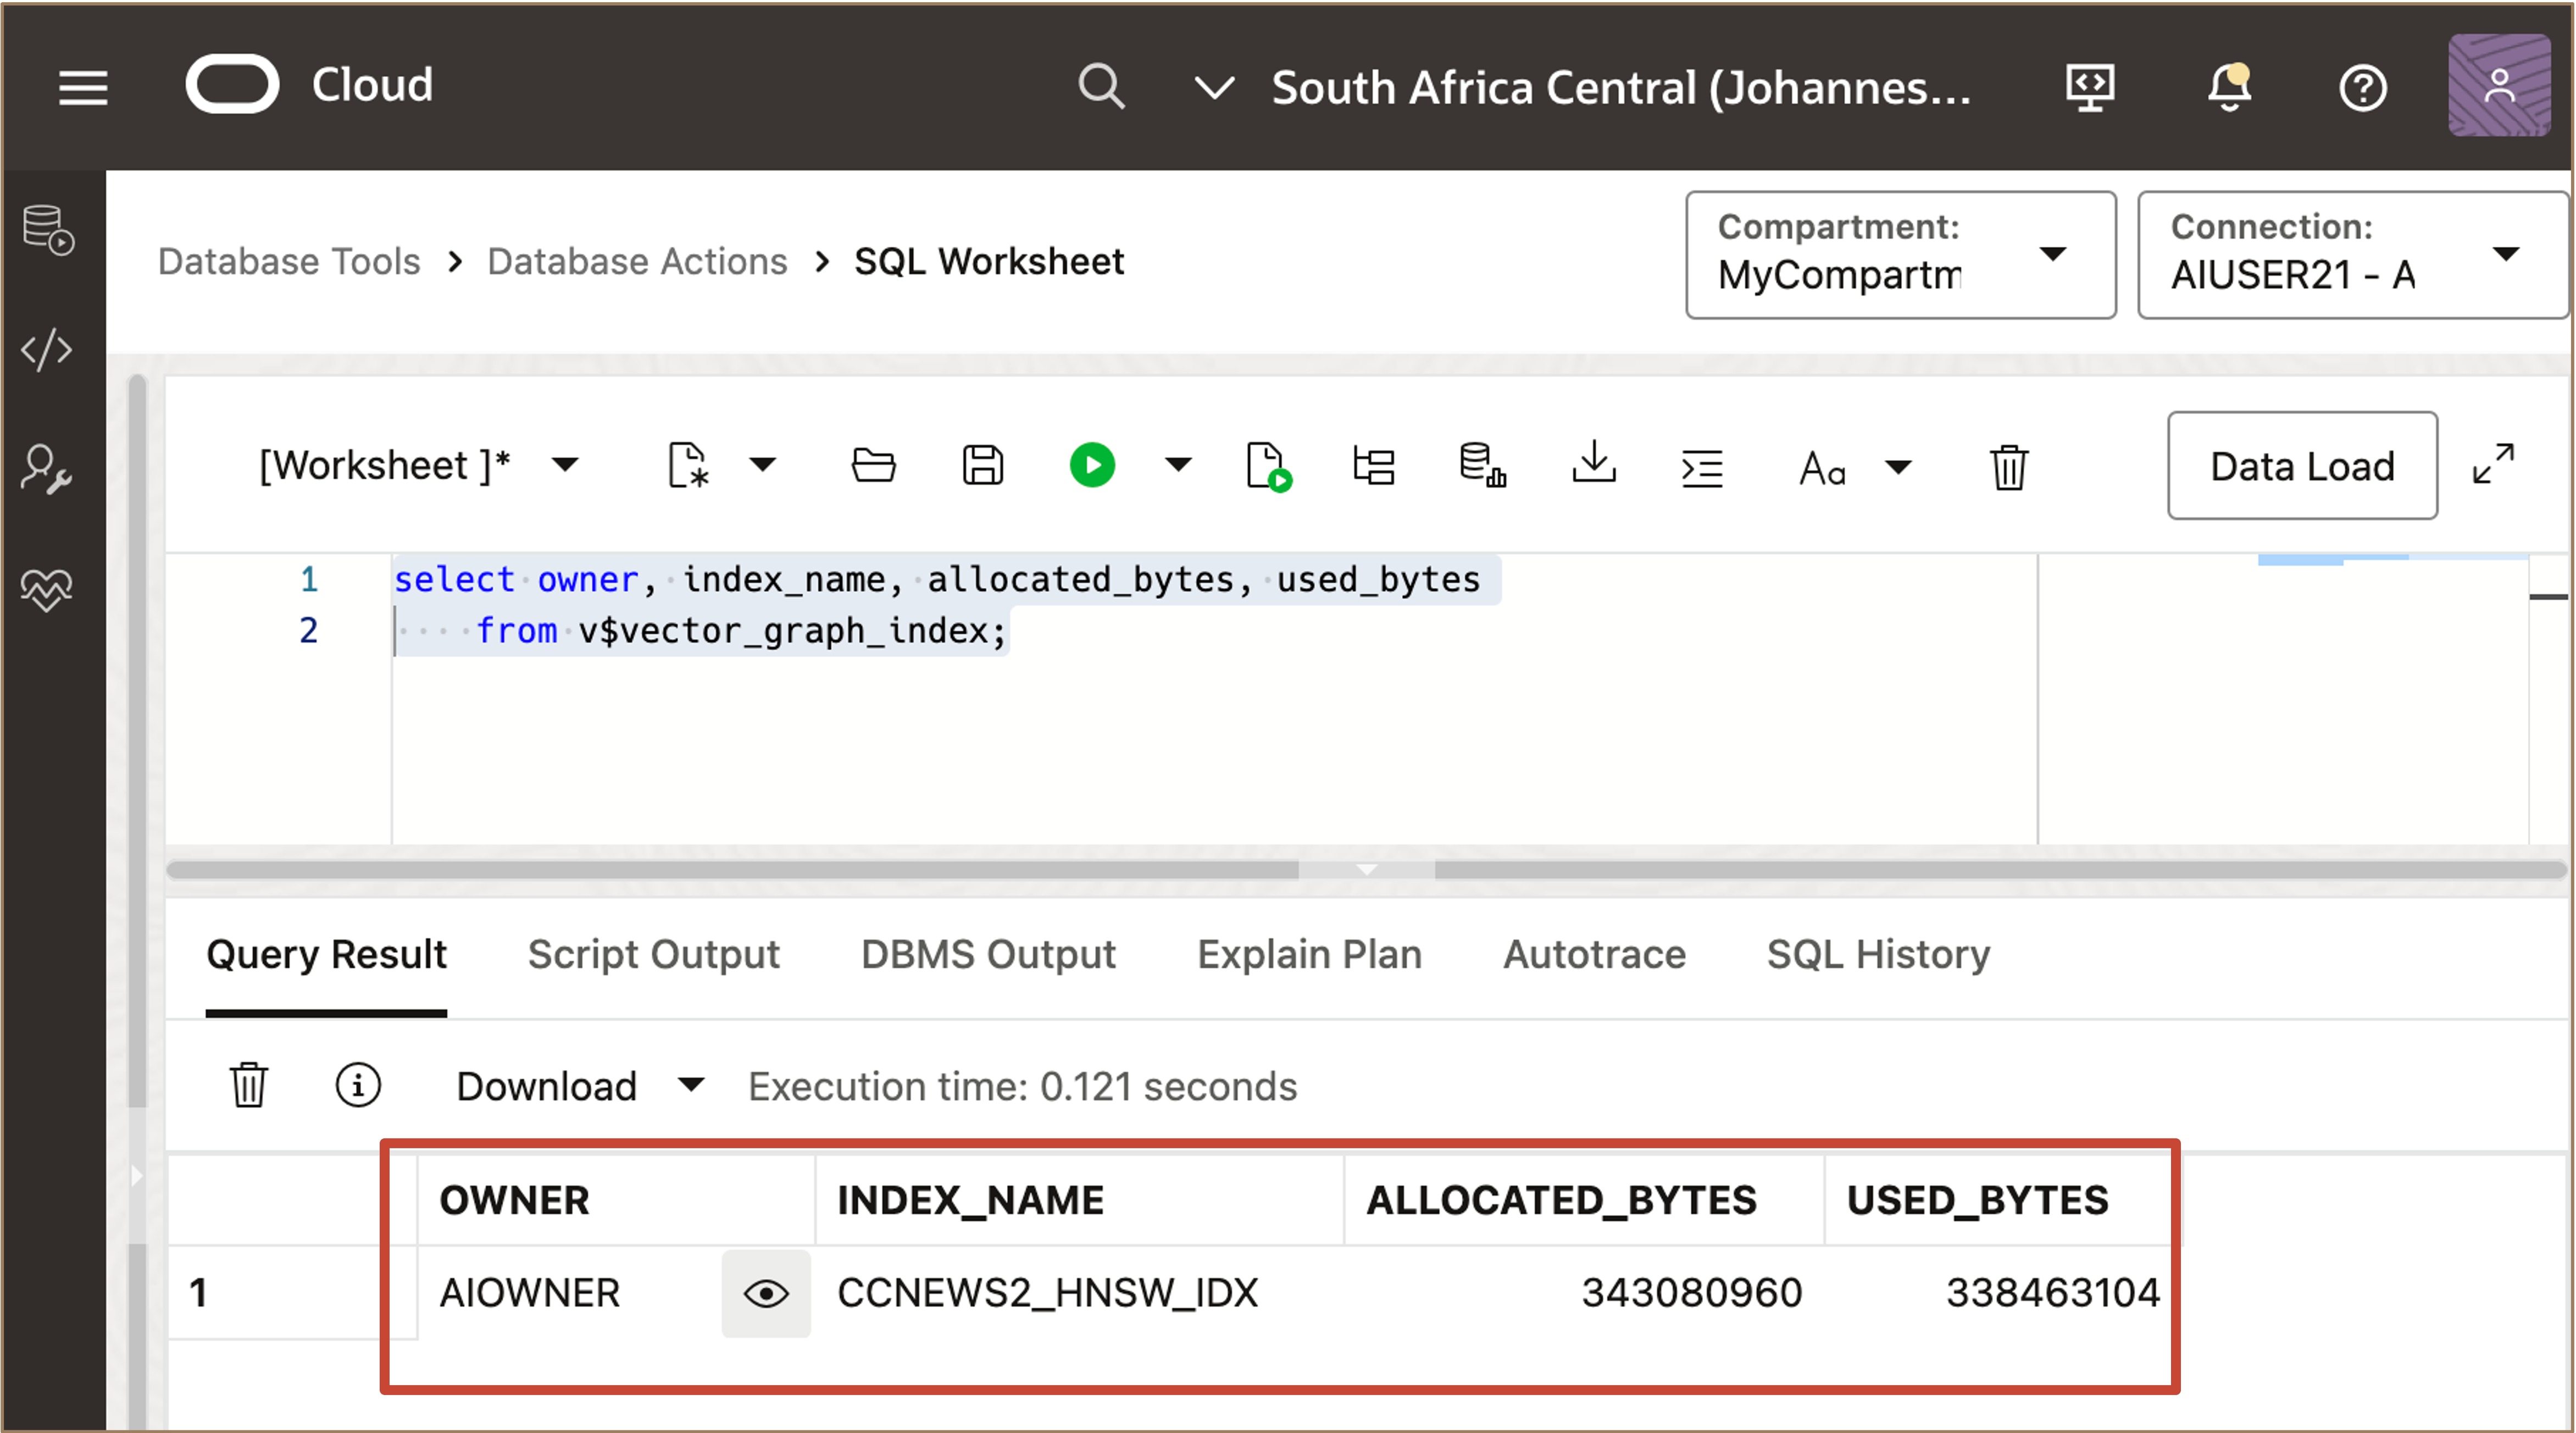 Cloud
South Africa Central (Johannes...
Database Tools > Database Actions > SQL Worksheet
Compartment:
MyCompartm
Connection:
AIUSER21 - A
[Worksheet ]*
Aa
Data Load
1 select owner, index_name, allocated_bytes, used_bytes
2 from v$vector_graph_index;
Query Result Script Output DBMS Output Explain Plan Autotrace SQL History
Download Execution time: 0.121 seconds
OWNER INDEX_NAME ALLOCATED_BYTES USED_BYTES
1 AIOWNER CCNEWS2_HNSW_IDX 343080960 338463104